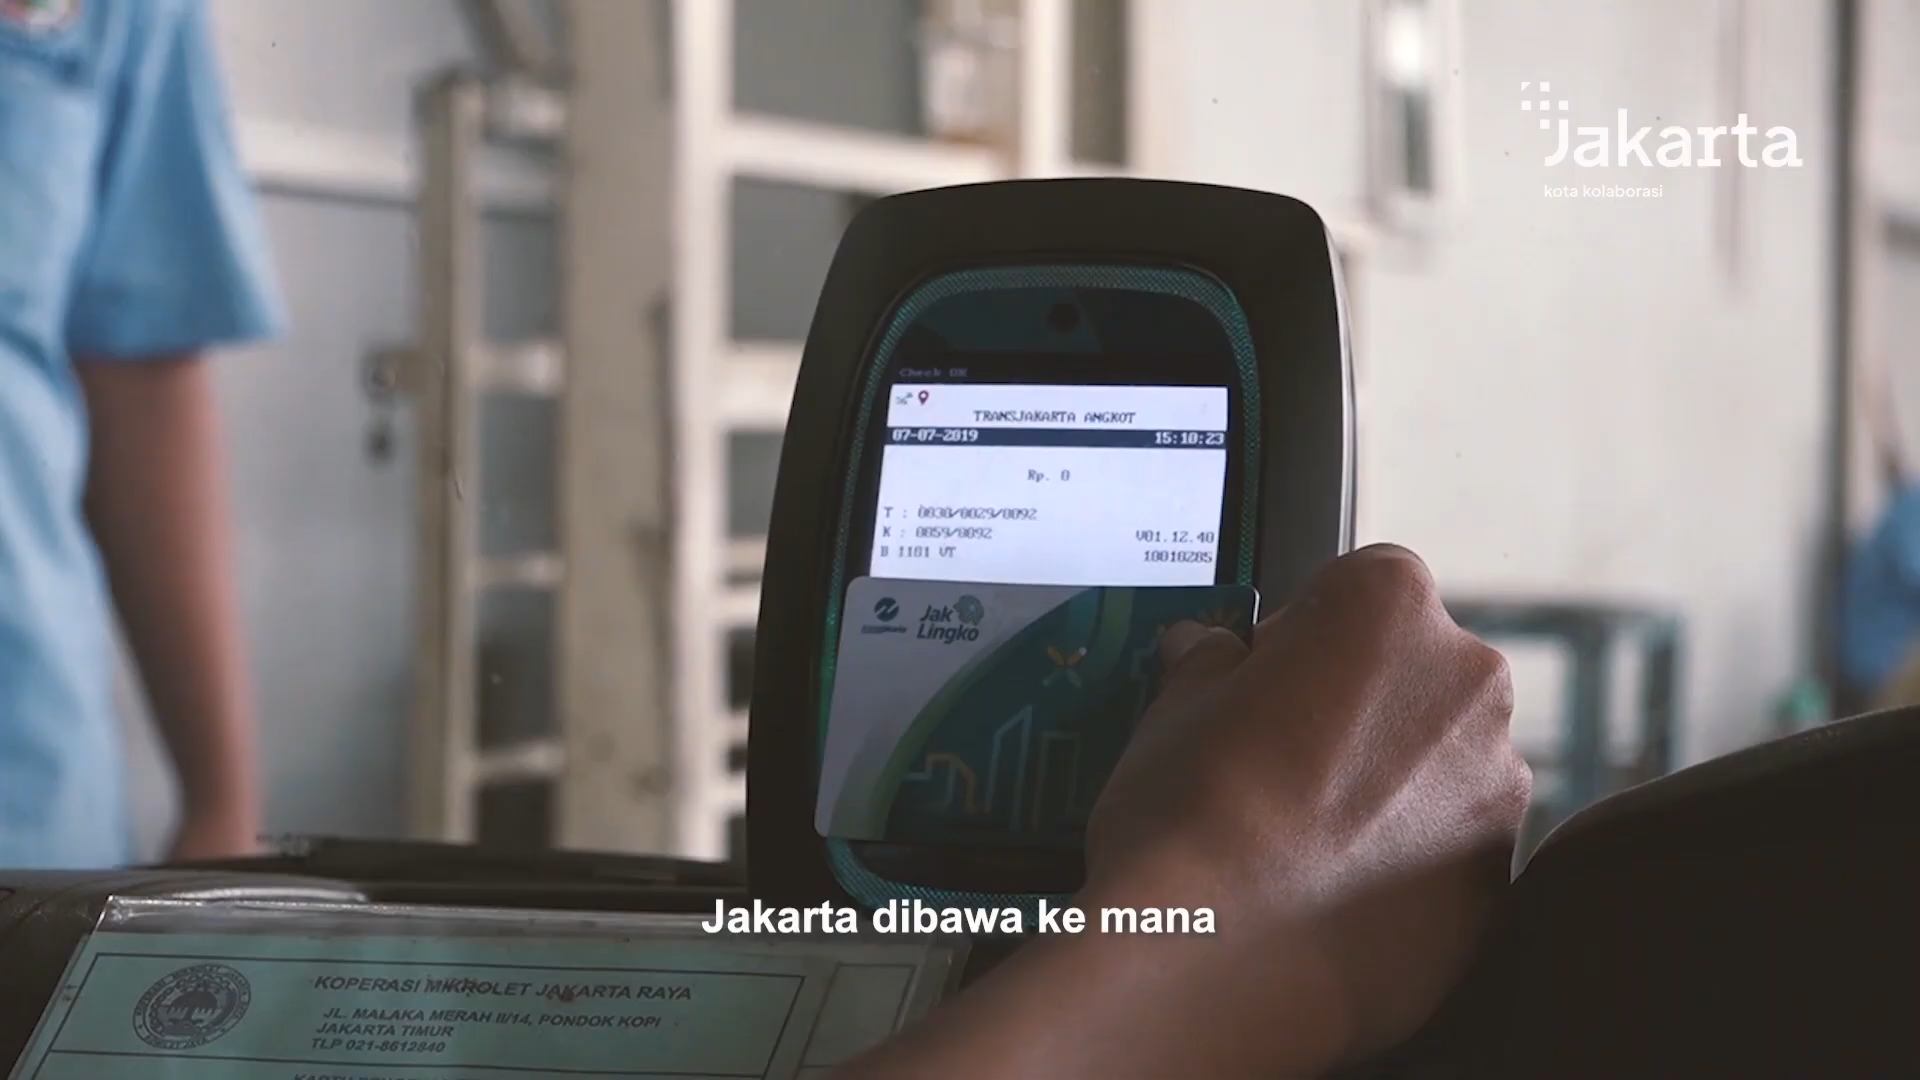 Jakarta
kota kolaborasi
Check OK
TRANSJAKARTA ANGKOT
07-07-2019 15:10:23
Rp. 0
T : 0030/0029/0092
K : 0059/0092 V01.12.40
B 1101 VT 10010205
Jak
Lingko
Jakarta dibawa ke mana
KOPERASI MIKROLET JAKARTA RAYA
JL. MALAKA MERAH II/14, PONDOK KOPI
JAKARTA TIMUR
TLP 021-8612840